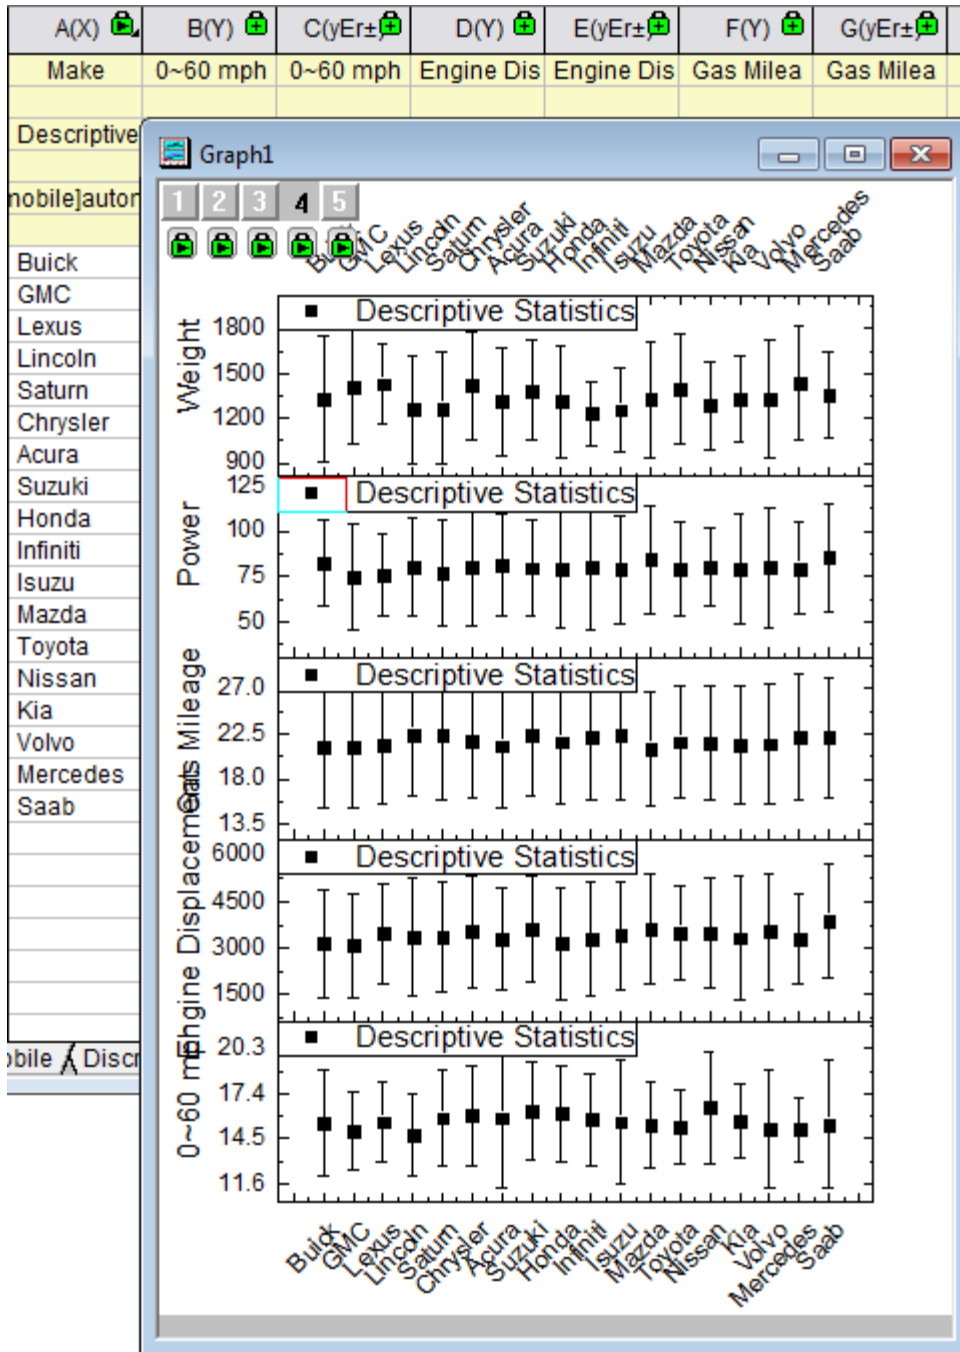 A(X) B(Y) C(yEr±) D(Y) E(yEr±) F(Y) G(yEr±)
Make 0~60 mph 0~60 mph Engine Dis Engine Dis Gas Milea Gas Milea
Descriptive
nobile]autor
Buick
GMC
Lexus
Lincoln
Saturn
Chrysler
Acura
Suzuki
Honda
Infiniti
Isuzu
Mazda
Toyota
Nissan
Kia
Volvo
Mercedes
Saab
obile Discr
Graph1
1 2 3 4 5
Buick GMC Lexus Lincoln Saturn Chrysler Acura Suzuki Honda Infiniti Isuzu Mazda Toyota Nissan Kia Volvo Mercedes Saab
Descriptive Statistics
Weight
1800
1500
1200
900
Descriptive Statistics
Power
125
100
75
50
Descriptive Statistics
Gas Mileage
27.0
22.5
18.0
13.5
Descriptive Statistics
Engine Displacement
6000
4500
3000
1500
Descriptive Statistics
0~60 mph
20.3
17.4
14.5
11.6
Buick GMC Lexus Lincoln Saturn Chrysler Acura Suzuki Honda Infiniti Isuzu Mazda Toyota Nissan Kia Volvo Mercedes Saab